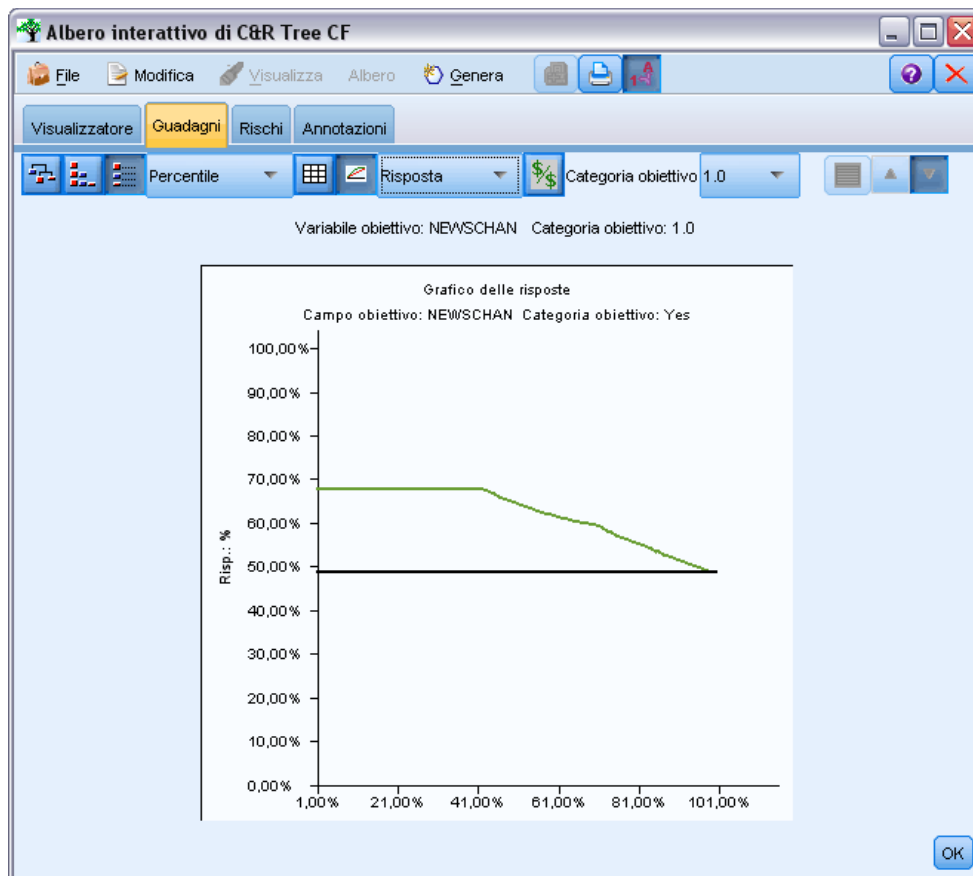 Albero interattivo di C&R Tree CF
File Modifica Visualizza Albero Genera
Visualizzatore Guadagni Rischi Annotazioni
Percentile Risposta Categoria obiettivo 1.0
Variabile obiettivo: NEWSCHAN Categoria obiettivo: 1.0
Grafico delle risposte
Campo obiettivo: NEWSCHAN Categoria obiettivo: Yes
100,00%
90,00%
80,00%
70,00%
60,00%
50,00%
40,00%
30,00%
20,00%
10,00%
0,00%
Risp.: %
1,00% 21,00% 41,00% 61,00% 81,00% 101,00%
OK